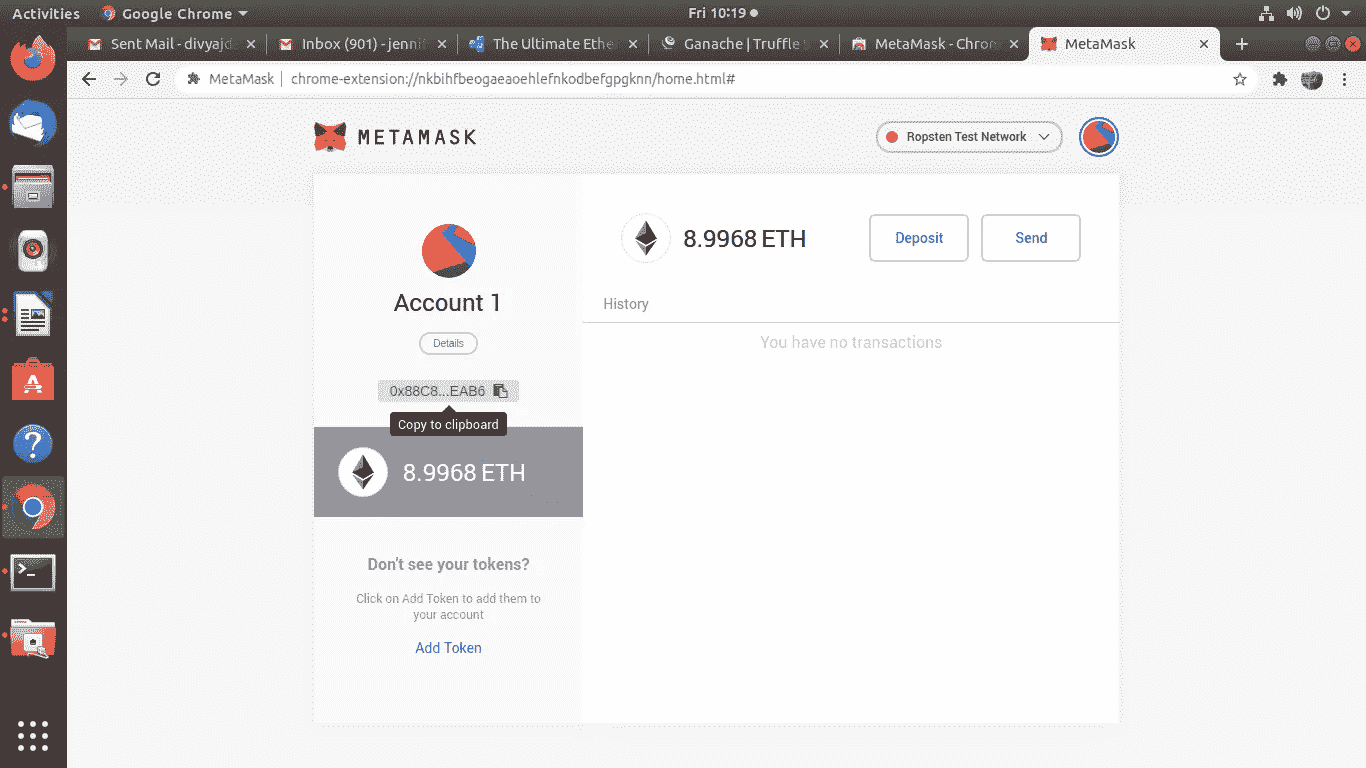 Activities Google Chrome Fri 10:19
Sent Mail - divyajd Inbox (901) - jennif The Ultimate Ethe Ganache | Truffle MetaMask - Chrom MetaMask
MetaMask | chrome-extension://nkbihfbeogaeaoehlefnkodbefgpgknn/home.html#
METAMASK Ropsten Test Network
8.9968 ETH Deposit Send
Account 1
History
Details
You have no transactions
0x88C8...EAB6
Copy to clipboard
8.9968 ETH
Don't see your tokens?
Click on Add Token to add them to
your account
Add Token